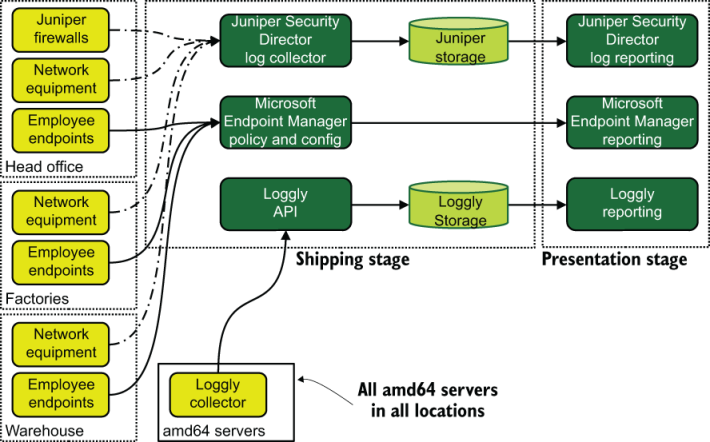 Juniper
firewalls
Network
equipment
Employee
endpoints
Head office
Network
equipment
Employee
endpoints
Factories
Network
equipment
Employee
endpoints
Warehouse
Juniper Security
Director
log collector
Juniper
storage
Juniper Security
Director
log reporting
Microsoft
Endpoint Manager
policy and config
Microsoft
Endpoint Manager
reporting
Loggly
API
Loggly
Storage
Loggly
reporting
Shipping stage
Presentation stage
Loggly
collector
amd64 servers
All amd64 servers
in all locations